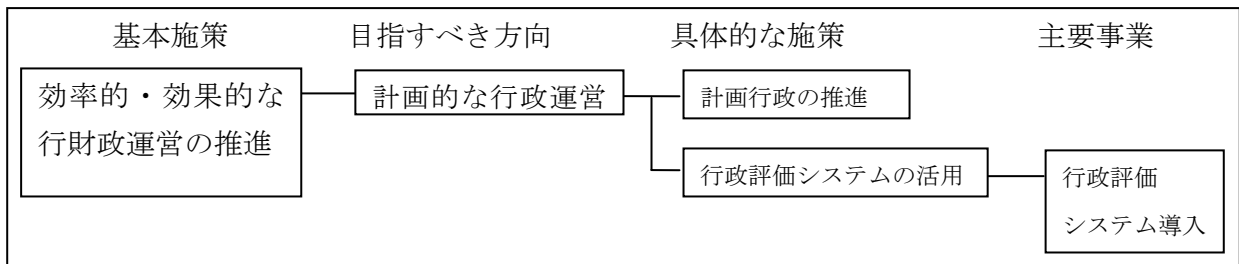 基本施策 目指すべき方向 具体的な施策 主要事業
効率的・効果的な
行財政運営の推進
計画的な行政運営
計画行政の推進
行政評価システムの活用
行政評価
システム導入